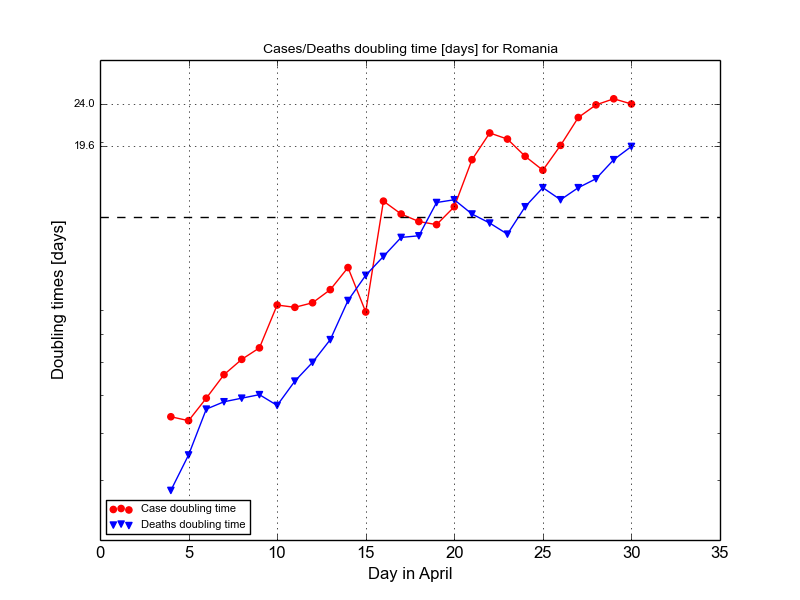 Cases/Deaths doubling time [days] for Romania
24.0
19.6
Doubling times [days]
Case doubling time
Deaths doubling time
0 5 10 15 20 25 30 35
Day in April